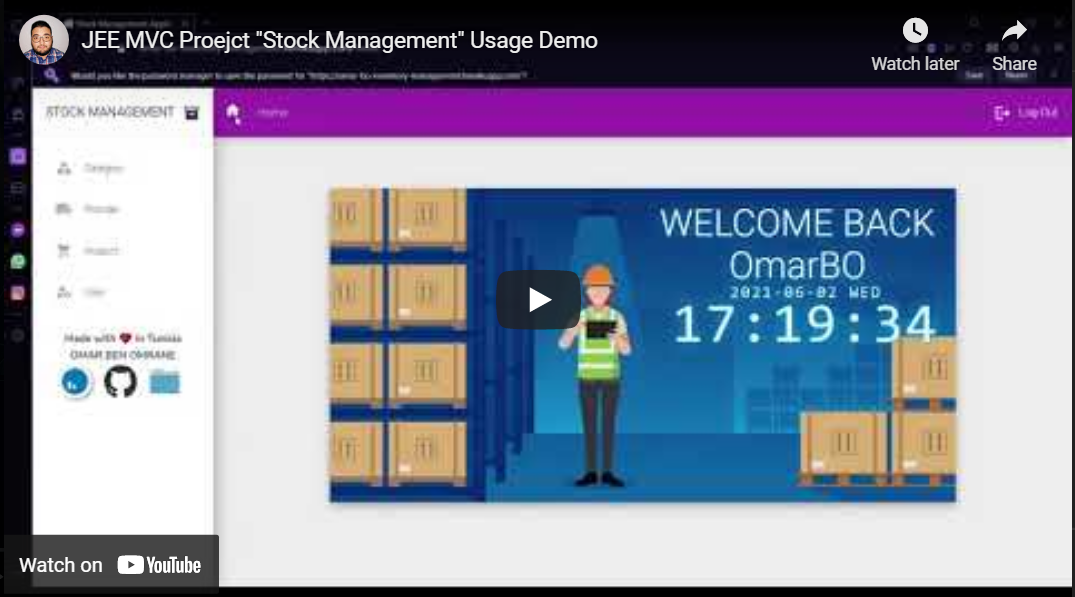 JEE MVC Proejct "Stock Management" Usage Demo
Watch later
Share
STOCK MANAGEMENT
Home
Log Out
Category
Provider
Product
User
Made with ❤ in Tunisia
OMAR BEN OMRANE
WELCOME BACK
OmarBO
2021-06-02 WED
17:19:34
Watch on YouTube